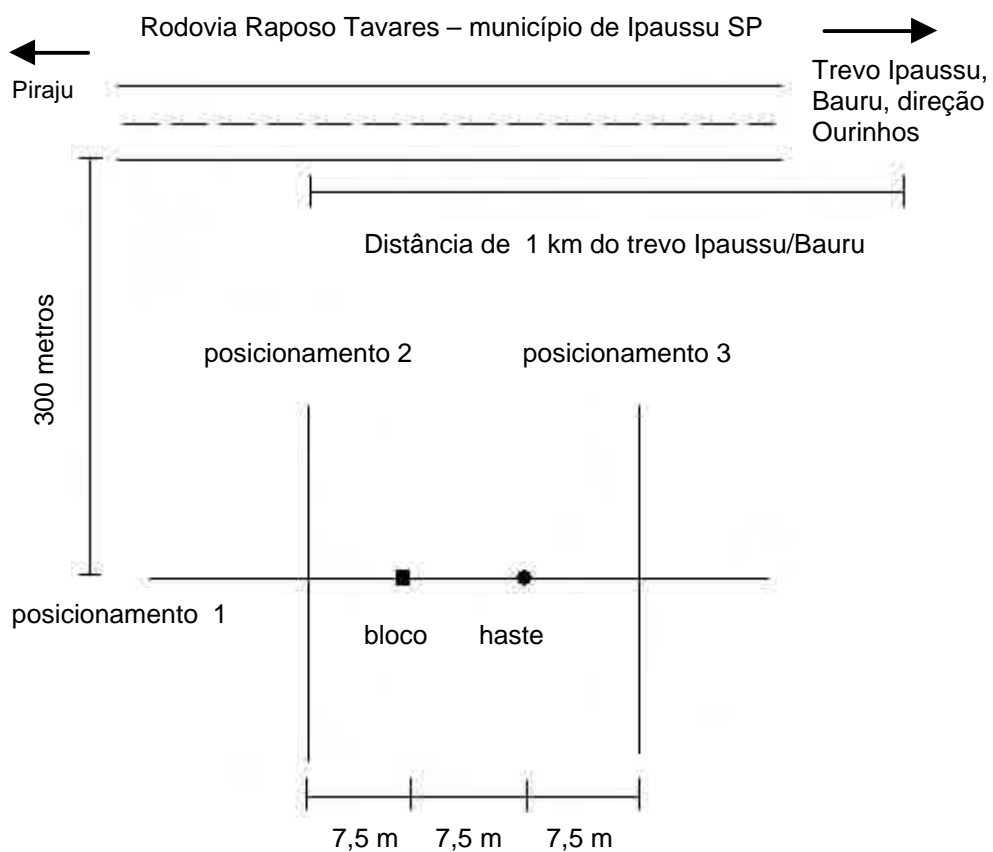 Rodovia Raposo Tavares – município de Ipaussu SP
Piraju
Trevo Ipaussu,
Bauru, direção
Ourinhos
Distância de 1 km do trevo Ipaussu/Bauru
300 metros
posicionamento 2
posicionamento 3
posicionamento 1
bloco
haste
7,5 m
7,5 m
7,5 m